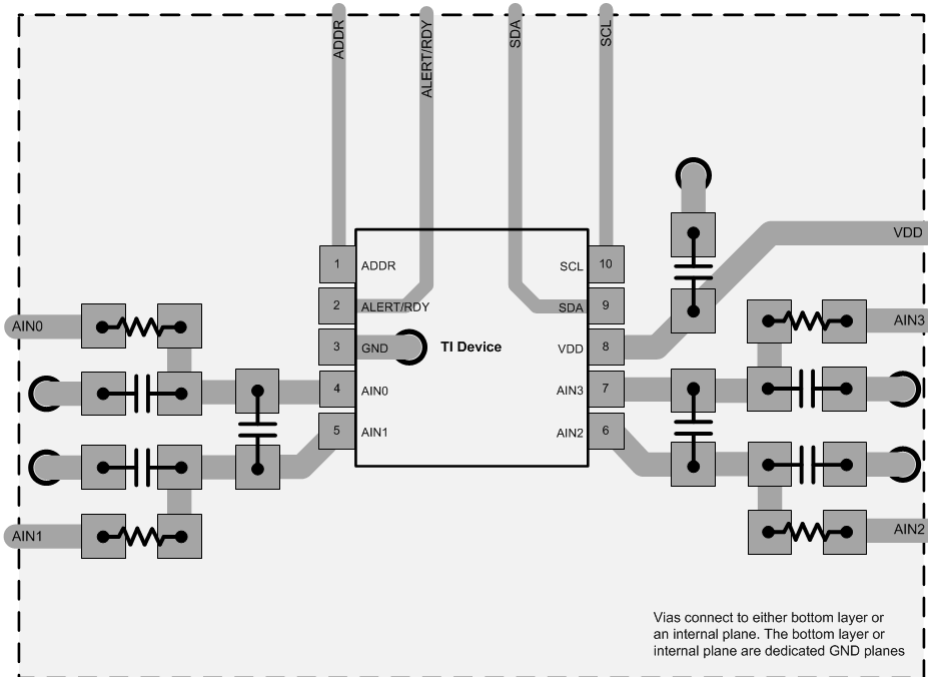 ADDR
ALERT/RDY
SDA
SCL
VDD
1 ADDR
SCL 10
2 ALERT/RDY
SDA 9
3 GND
TI Device
VDD 8
4 AIN0
AIN3 7
5 AIN1
AIN2 6
AIN0
AIN3
AIN1
AIN2
Vias connect to either bottom layer or
an internal plane. The bottom layer or
internal plane are dedicated GND planes